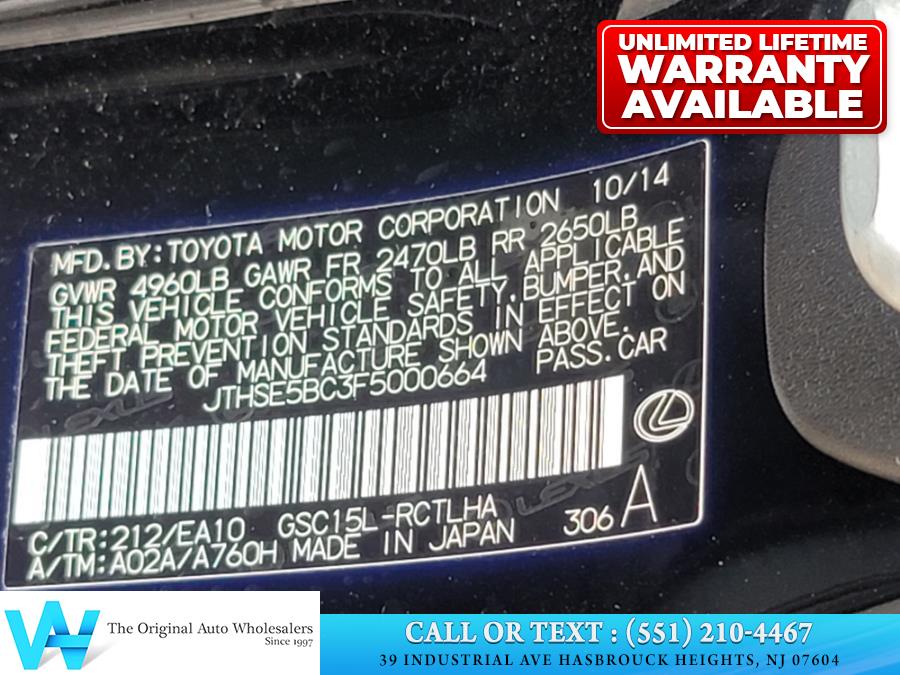 UNLIMITED LIFETIME
WARRANTY
AVAILABLE
MFD. BY: TOYOTA MOTOR CORPORATION 10/14
GVWR 4960LB GAWR FR 2470LB RR 2650LB
THIS VEHICLE CONFORMS TO ALL APPLICABLE
FEDERAL MOTOR VEHICLE SAFETY, BUMPER, AND
THEFT PREVENTION STANDARDS IN EFFECT ON
THE DATE OF MANUFACTURE SHOWN ABOVE.
JTHSE5BC3F5000664 PASS. CAR
C/TR: 212/EA10 GSC15L-RCTLHA
A/TM: A02A/A760H MADE IN JAPAN 306 A
The Original Auto Wholesalers
Since 1997
CALL OR TEXT : (551) 210-4467
39 INDUSTRIAL AVE HASBROUCK HEIGHTS, NJ 07604